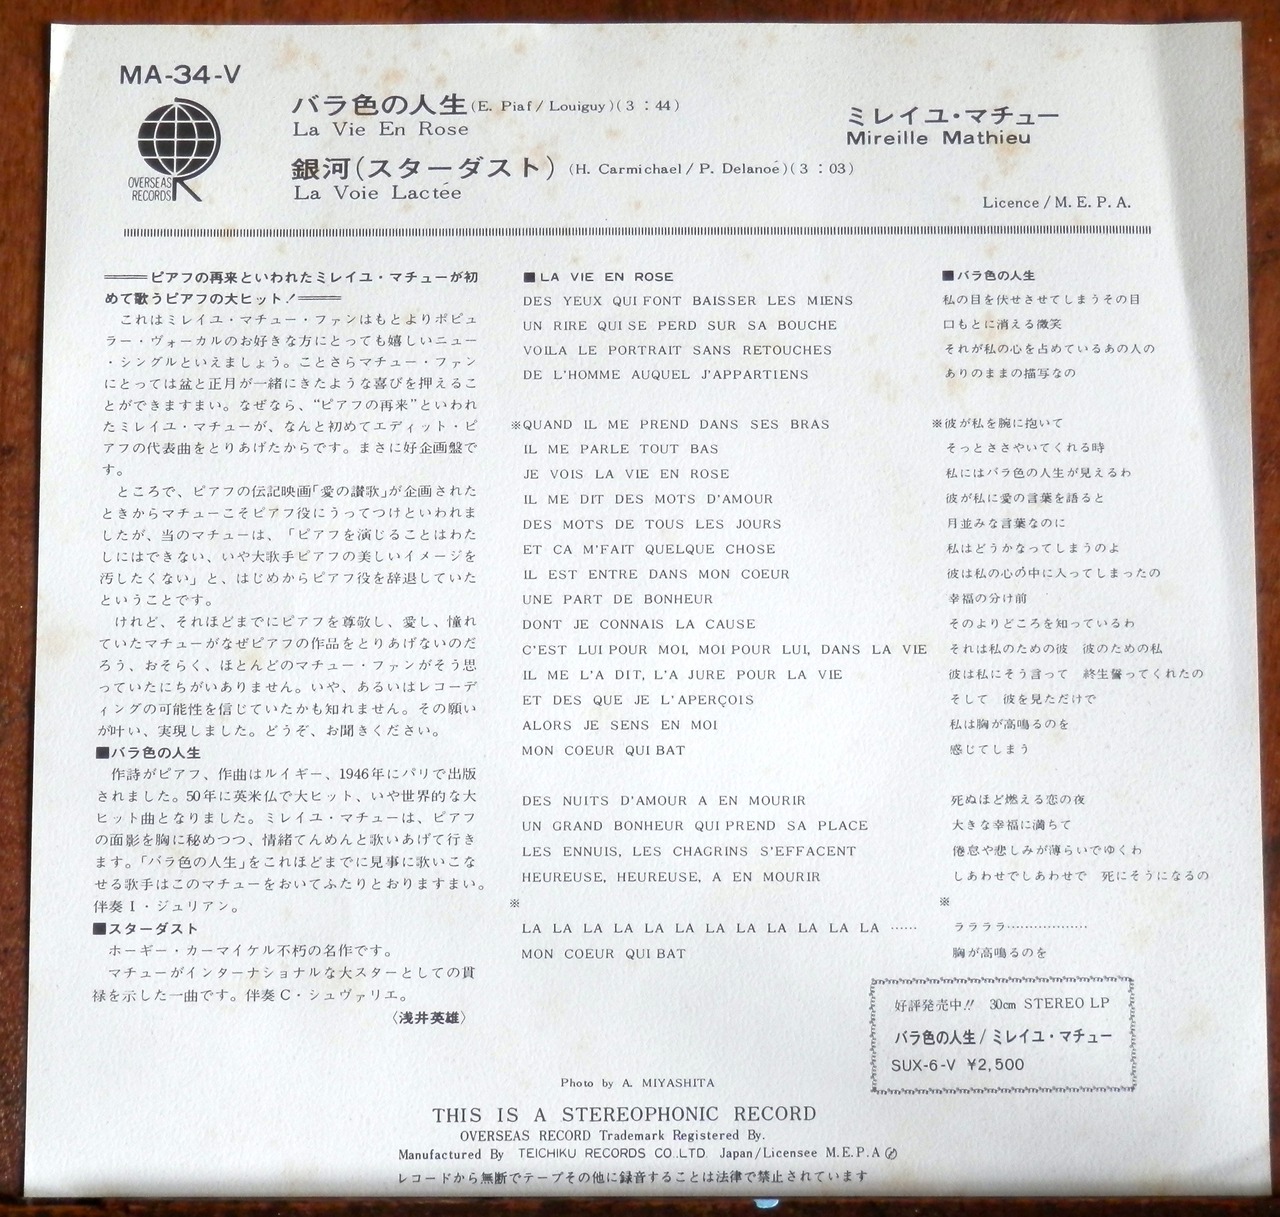 MA-34-V
OVERSEAS
RECORDS
バラ色の人生(E. Piaf / Louiguy)(3:44)
La Vie En Rose
銀河(スターダスト) (H. Carmichael / P. Delanoé)(3:03)
La Voie Lactée
ミレイユ・マチュー
Mireille Mathieu
Licence / M. E. P. A.
═══ピアフの再来といわれたミレイユ・マチューが初
めて歌うピアフの大ヒット!═══
これはミレイユ・マチュー・ファンはもとよりポピュ
ラー・ヴォーカルのお好きな方にとっても嬉しいニュー
・シングルといえましょう。ことさらマチュー・ファン
にとっては盆と正月が一緒にきたような喜びを押えるこ
とができますまい。なぜなら、“ピアフの再来”といわれ
たミレイユ・マチューが、なんと初めてエディット・ピ
アフの代表曲をとりあげたからです。まさに好企画盤で
す。
ところで、ピアフの伝記映画「愛の讃歌」が企画された
ときからマチューこそピアフ役にうってつけといわれま
したが、当のマチューは、「ピアフを演じることはわた
しにはできない、いや大歌手ピアフの美しいイメージを
汚したくない」と、はじめからピアフ役を辞退していた
ということです。
けれど、それほどまでにピアフを尊敬し、愛し、憧れ
ていたマチューがなぜピアフの作品をとりあげないのだ
ろう、おそらく、ほとんどのマチュー・ファンがそう思
っていたにちがいありません。いや、あるいはレコーデ
ィングの可能性を信じていたかも知れません。その願い
が叶い、実現しました。どうぞ、お聞きください。
■バラ色の人生
作詩がピアフ、作曲はルイギー、1946年にパリで出版
されました。50年に英米仏で大ヒット、いや世界的な大
ヒット曲となりました。ミレイユ・マチューは、ピアフ
の面影を胸に秘めつつ、情緒てんめんと歌いあげて行き
ます。「バラ色の人生」をこれほどまでに見事に歌いこな
せる歌手はこのマチューをおいてふたりとおりますまい。
伴奏I・ジュリアン。
■スターダスト
ホーギー・カーマイケル不朽の名作です。
マチューがインターナショナルな大スターとしての貫
禄を示した一曲です。伴奏C・シュヴァリエ。
〈浅井英雄〉
■LA VIE EN ROSE
DES YEUX QUI FONT BAISSER LES MIENS
UN RIRE QUI SE PERD SUR SA BOUCHE
VOILA LE PORTRAIT SANS RETOUCHES
DE L'HOMME AUQUEL J'APPARTIENS
※QUAND IL ME PREND DANS SES BRAS
IL ME PARLE TOUT BAS
JE VOIS LA VIE EN ROSE
IL ME DIT DES MOTS D'AMOUR
DES MOTS DE TOUS LES JOURS
ET CA M'FAIT QUELQUE CHOSE
IL EST ENTRE DANS MON COEUR
UNE PART DE BONHEUR
DONT JE CONNAIS LA CAUSE
C'EST LUI POUR MOI, MOI POUR LUI, DANS LA VIE
IL ME L'A DIT, L'A JURE POUR LA VIE
ET DES QUE JE L'APERÇOIS
ALORS JE SENS EN MOI
MON COEUR QUI BAT
DES NUITS D'AMOUR A EN MOURIR
UN GRAND BONHEUR QUI PREND SA PLACE
LES ENNUIS, LES CHAGRINS S'EFFACENT
HEUREUSE, HEUREUSE, A EN MOURIR
※
LA LA LA LA LA LA LA LA LA LA LA LA ……
MON COEUR QUI BAT
■バラ色の人生
私の目を伏せさせてしまうその目
口もとに消える微笑
それが私の心を占めているあの人の
ありのままの描写なの
※彼が私を腕に抱いて
そっとささやいてくれる時
私にはバラ色の人生が見えるわ
彼が私に愛の言葉を語ると
月並みな言葉なのに
私はどうかなってしまうのよ
彼は私の心の中に入ってしまったの
幸福の分け前
そのよりどころを知っているわ
それは私のための彼 彼のための私
彼は私にそう言って 終生誓ってくれたの
そして 彼を見ただけで
私は胸が高鳴るのを
感じてしまう
死ぬほど燃える恋の夜
大きな幸福に満ちて
倦怠や悲しみが薄らいでゆくわ
しあわせでしあわせで 死にそうになるの
※
ララララ………………
胸が高鳴るのを
好評発売中!! 30cm STEREO LP
バラ色の人生/ミレイユ・マチュー
SUX-6-V ¥2,500
Photo by A. MIYASHITA
THIS IS A STEREOPHONIC RECORD
OVERSEAS RECORD Trademark Registered By.
Manufactured By TEICHIKU RECORDS CO.,LTD. Japan/Licensee M.E.P.A
レコードから無断でテープその他に録音することは法律で禁止されています